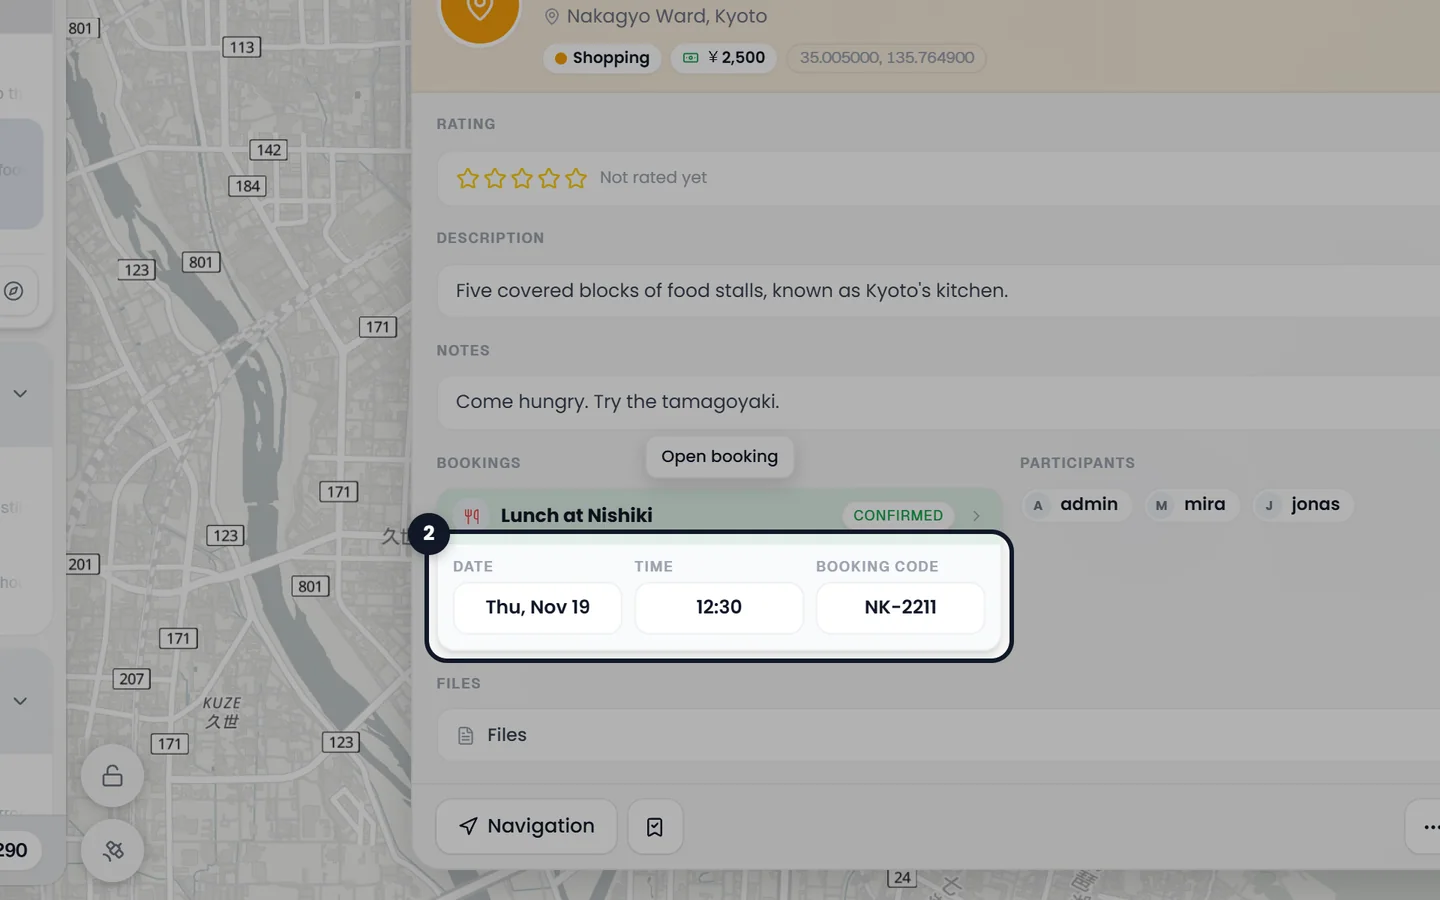 Nakagyo Ward, Kyoto
Shopping
¥ 2,500
35.005000, 135.764900
RATING
Not rated yet
DESCRIPTION
Five covered blocks of food stalls, known as Kyoto's kitchen.
NOTES
Come hungry. Try the tamagoyaki.
BOOKINGS
Open booking
PARTICIPANTS
Lunch at Nishiki
CONFIRMED
A admin
M mira
J jonas
2
DATE
TIME
BOOKING CODE
Thu, Nov 19
12:30
NK-2211
FILES
Files
Navigation
801
113
142
184
801
123
171
171
123
久世
201
801
171
207
KUZE
久世
171
123
24
290